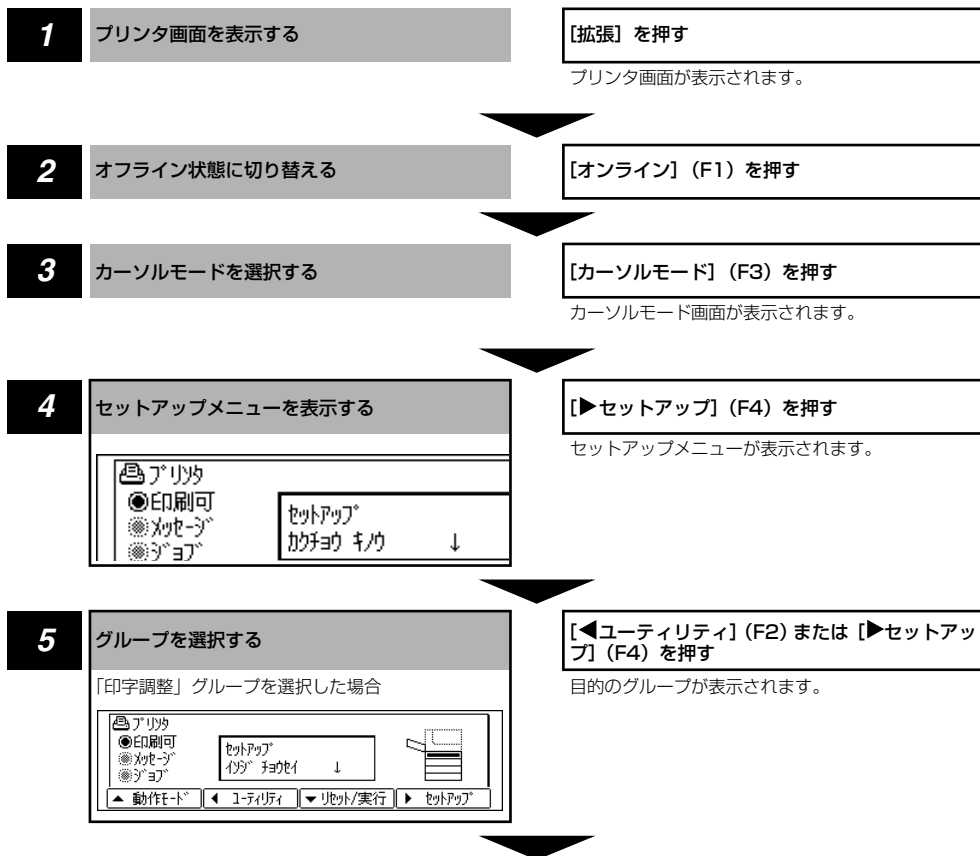 1
プリンタ画面を表示する
［拡張］を押す
プリンタ画面が表示されます。
2
オフライン状態に切り替える
［オンライン］（F1）を押す
3
カーソルモードを選択する
［カーソルモード］（F3）を押す
カーソルモード画面が表示されます。
4
セットアップメニューを表示する
［▶セットアップ］（F4）を押す
セットアップメニューが表示されます。
ﾌﾟﾘﾝﾀ
印刷可
ﾒｯｾｰｼﾞ
ｼﾞｮﾌﾞ
ｾｯﾄｱｯﾌﾟ
ｶｸﾁｮｳ ｷﾉｳ ↓
5
グループを選択する
［◀ユーティリティ］（F2）または［▶セットアッ
プ］（F4）を押す
目的のグループが表示されます。
「印字調整」グループを選択した場合
ﾌﾟﾘﾝﾀ
印刷可
ﾒｯｾｰｼﾞ
ｼﾞｮﾌﾞ
ｾｯﾄｱｯﾌﾟ
ｲﾝｼﾞ ﾁｮｳｾｲ ↓
▲ 動作ﾓｰﾄﾞ ◀ ﾕｰﾃｨﾘﾃｨ ▼ﾘｾｯﾄ/実行 ▶ ｾｯﾄｱｯﾌﾟ